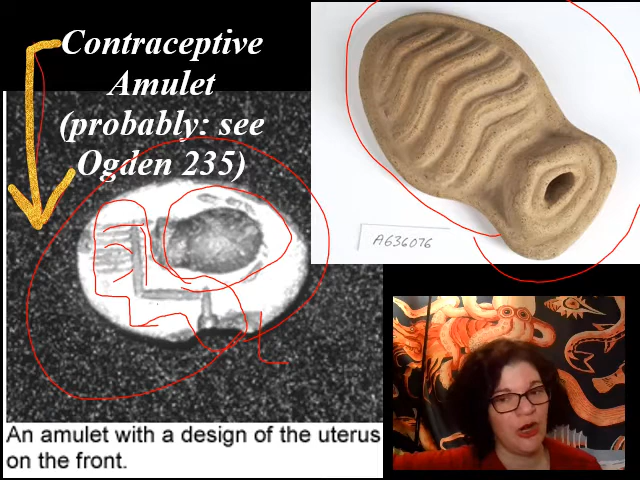 Contraceptive
Amulet
(probably: see
Ogden 235)
A636076
An amulet with a design of the uterus
on the front.